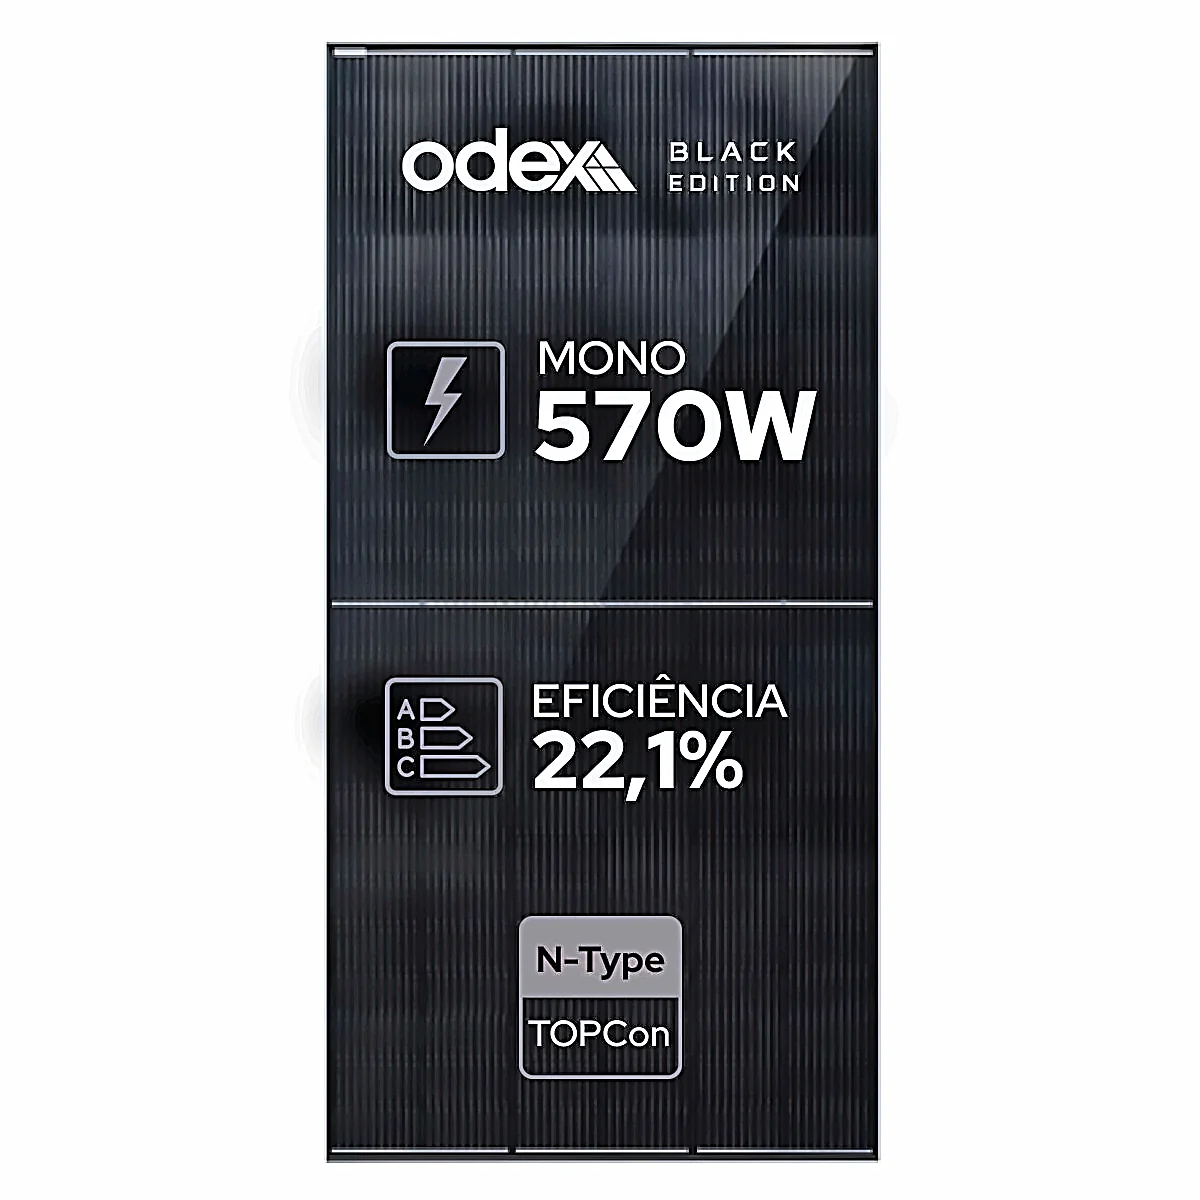 odex BLACK
EDITION
MONO
570W
A
B
C
EFICIÊNCIA
22,1%
N-Type
TOPCon